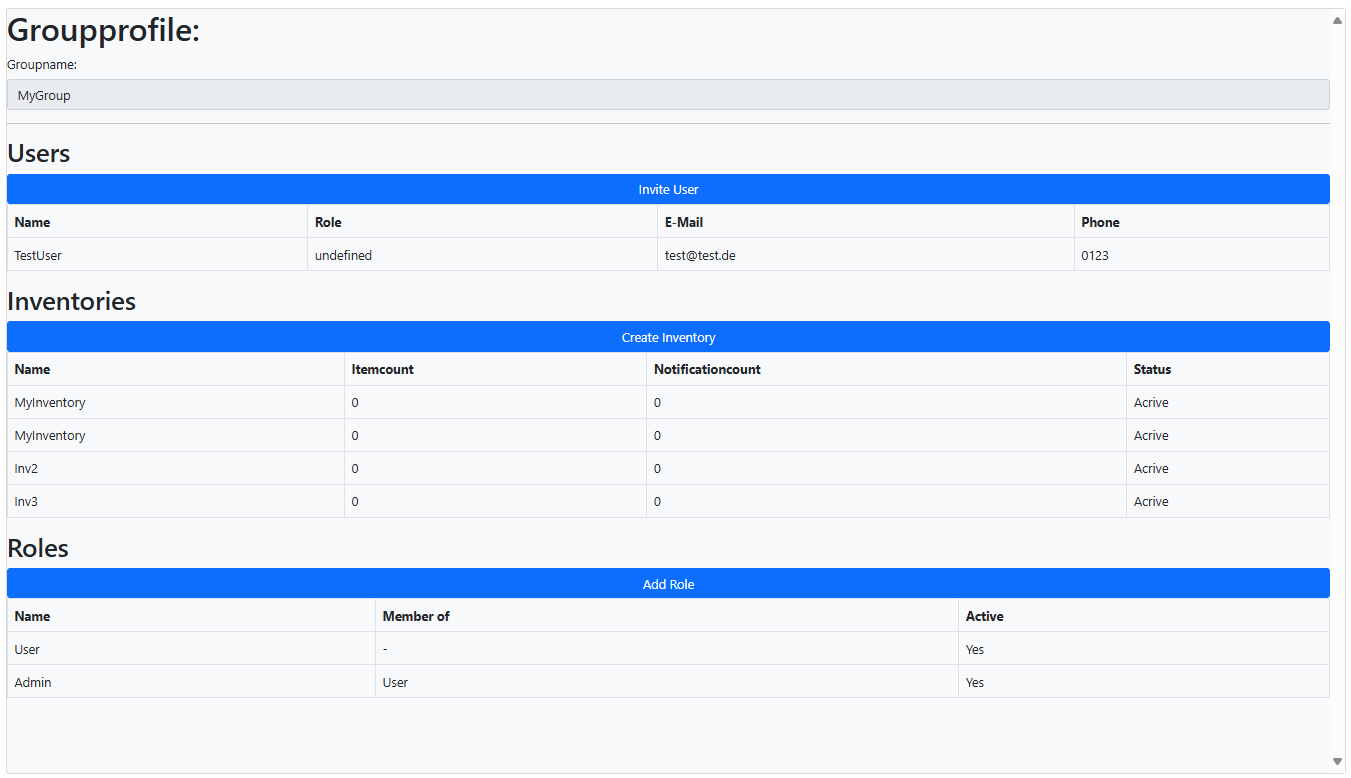 Groupprofile:
Groupname:
MyGroup
Users
Invite User
Name Role E-Mail Phone
TestUser undefined test@test.de 0123
Inventories
Create Inventory
Name Itemcount Notificationcount Status
MyInventory 0 0 Acrive
MyInventory 0 0 Acrive
Inv2 0 0 Acrive
Inv3 0 0 Acrive
Roles
Add Role
Name Member of Active
User - Yes
Admin User Yes